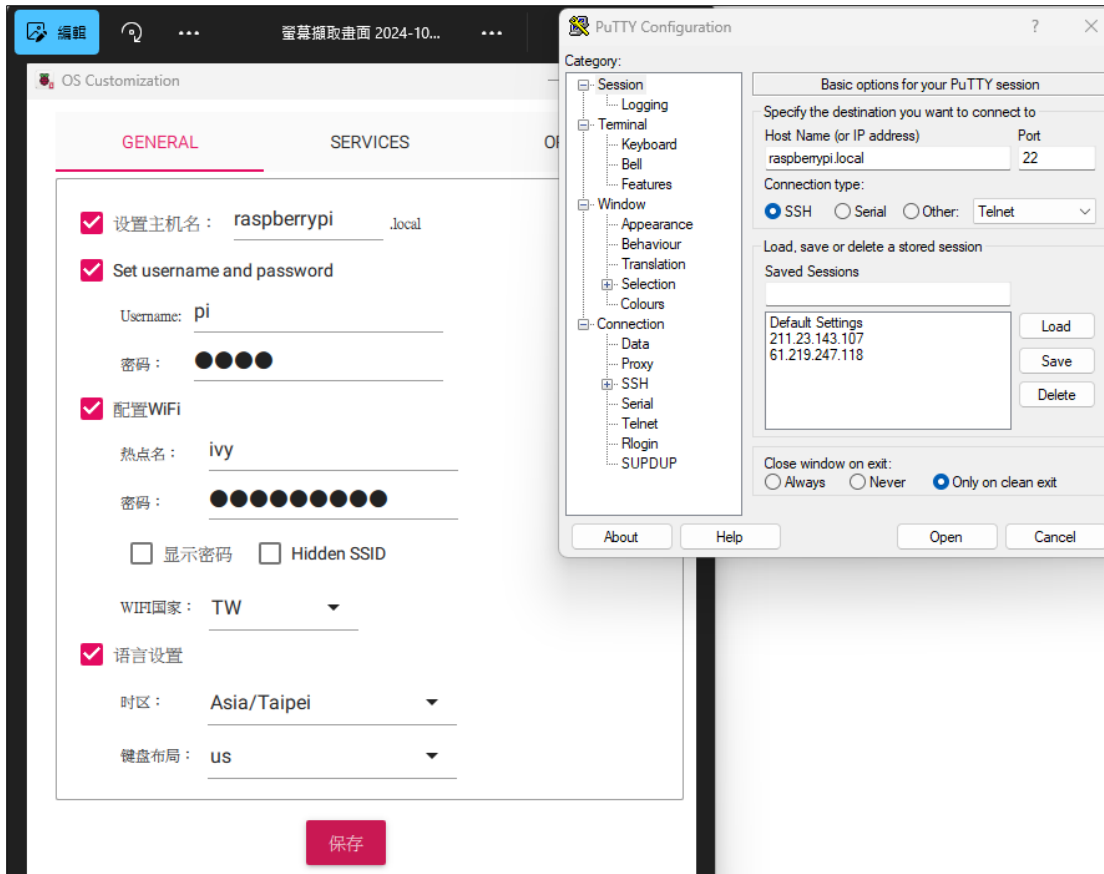 編輯
螢幕擷取畫面 2024-10...
OS Customization
GENERAL
SERVICES
设置主机名：
raspberrypi
.local
Set username and password
Username:
pi
密码：
●●●●
配置WiFi
热点名：
ivy
密码：
●●●●●●●●●
显示密码
Hidden SSID
WIFI国家：
TW
语言设置
时区：
Asia/Taipei
键盘布局：
us
保存
PuTTY Configuration
Category:
Session
Logging
Terminal
Keyboard
Bell
Features
Window
Appearance
Behaviour
Translation
Selection
Colours
Connection
Data
Proxy
SSH
Serial
Telnet
Rlogin
SUPDUP
Basic options for your PuTTY session
Specify the destination you want to connect to
Host Name (or IP address)
Port
raspberrypi.local
22
Connection type:
SSH
Serial
Other:
Telnet
Load, save or delete a stored session
Saved Sessions
Default Settings
211.23.143.107
61.219.247.118
Load
Save
Delete
Close window on exit:
Always
Never
Only on clean exit
About
Help
Open
Cancel